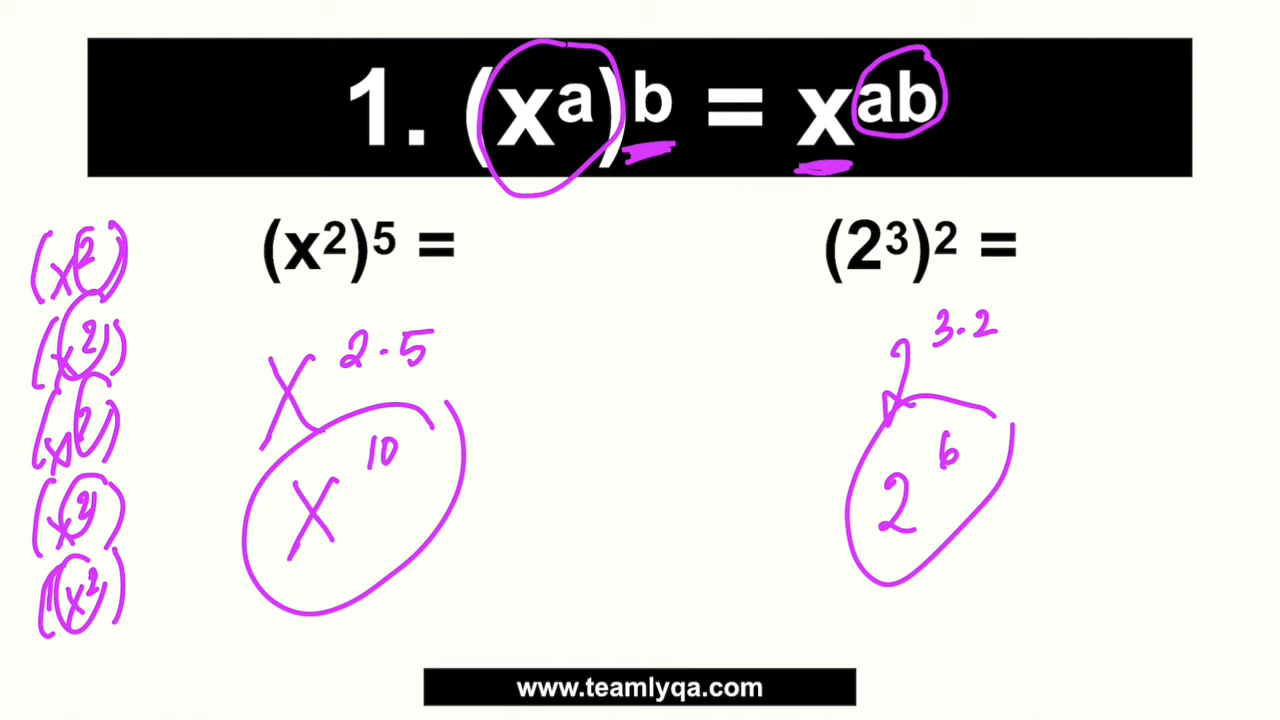 1. (xᵃ)ᵇ = xᵃᵇ
(x²)⁵ =
(2³)² =
(x²)
(x²)
(x²)
(x²)
(x²)
x²·⁵
x¹⁰
2³·²
2⁶
www.teamlyqa.com